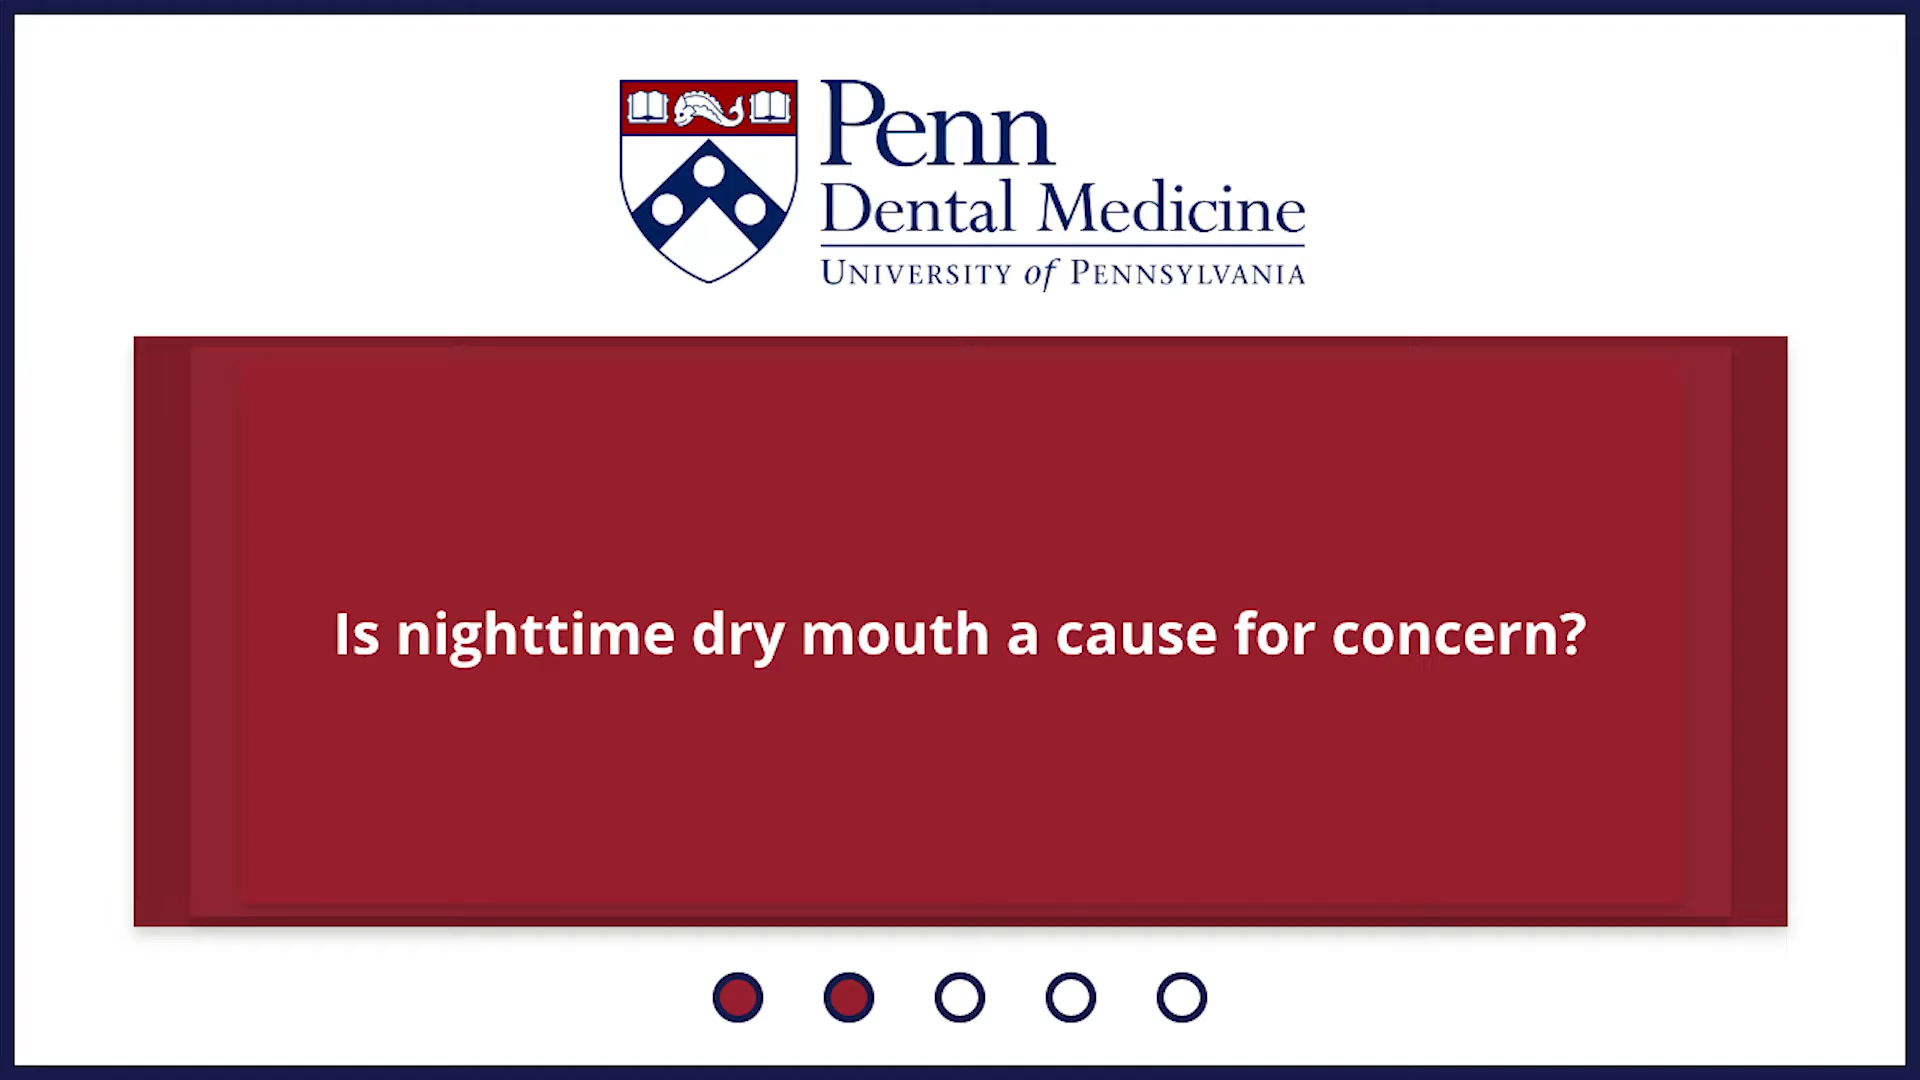 Penn
Dental Medicine
UNIVERSITY of PENNSYLVANIA
Is nighttime dry mouth a cause for concern?